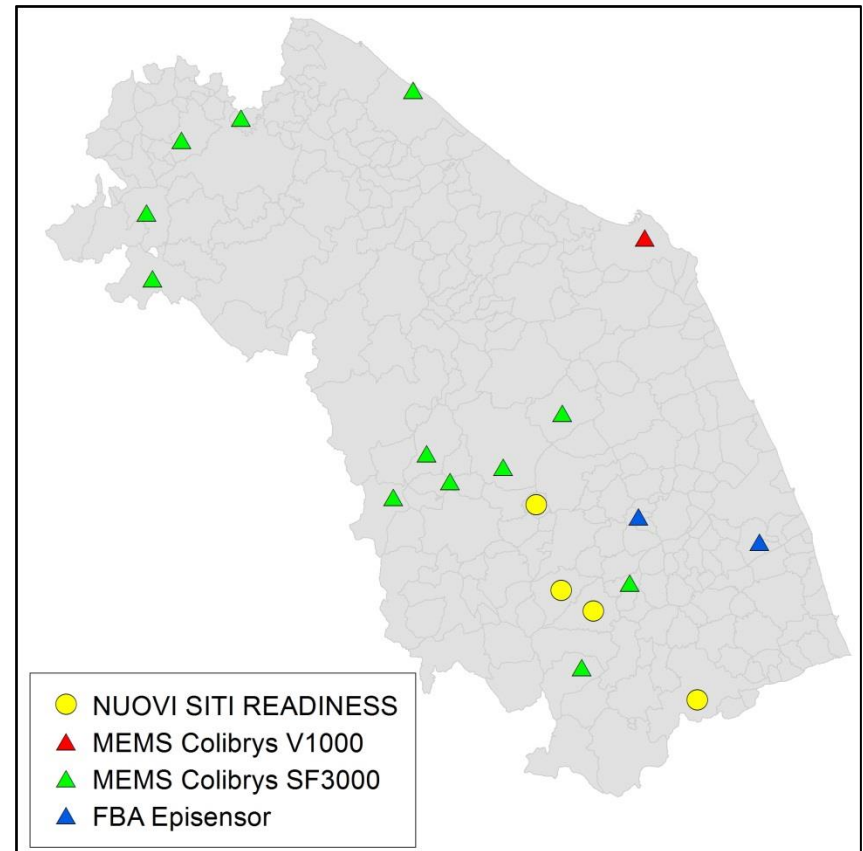 NUOVI SITI READINESS
MEMS Colibrys V1000
MEMS Colibrys SF3000
FBA Episensor